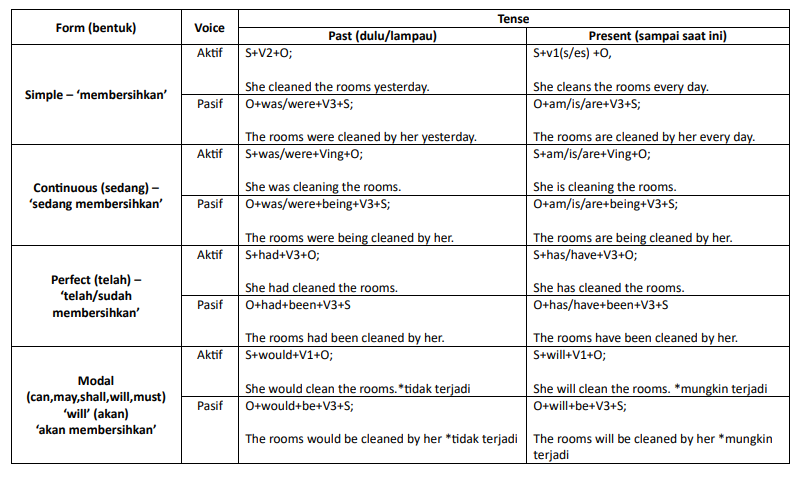 Form (bentuk) Voice Tense
Past (dulu/lampau) Present (sampai saat ini)
Simple – ‘membersihkan’
Aktif
S+V2+O;
She cleaned the rooms yesterday.
S+v1(s/es) +O,
She cleans the rooms every day.
Pasif
O+was/were+V3+S;
The rooms were cleaned by her yesterday.
O+am/is/are+V3+S;
The rooms are cleaned by her every day.
Continuous (sedang) –
‘sedang membersihkan’
Aktif
S+was/were+Ving+O;
She was cleaning the rooms.
S+am/is/are+Ving+O;
She is cleaning the rooms.
Pasif
O+was/were+being+V3+S;
The rooms were being cleaned by her.
O+am/is/are+being+V3+S;
The rooms are being cleaned by her.
Perfect (telah) –
‘telah/sudah
membersihkan’
Aktif
S+had+V3+O;
She had cleaned the rooms.
S+has/have+V3+O;
She has cleaned the rooms.
Pasif
O+had+been+V3+S
The rooms had been cleaned by her.
O+has/have+been+V3+S
The rooms have been cleaned by her.
Modal
(can,may,shall,will,must)
‘will’ (akan)
‘akan membersihkan’
Aktif
S+would+V1+O;
She would clean the rooms.*tidak terjadi
S+will+V1+O;
She will clean the rooms. *mungkin terjadi
Pasif
O+would+be+V3+S;
The rooms would be cleaned by her *tidak terjadi
O+will+be+V3+S;
The rooms will be cleaned by her *mungkin
terjadi